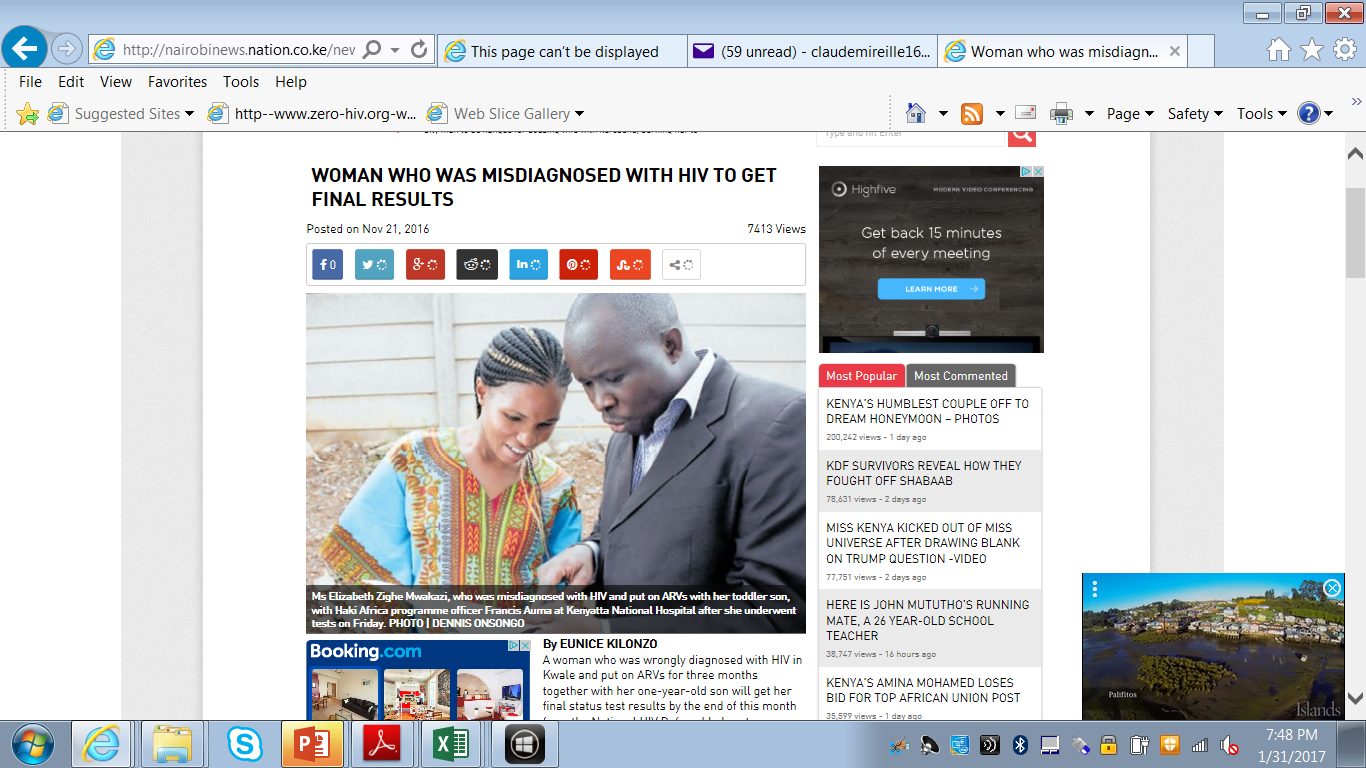 http://nairobinews.nation.co.ke/nev
This page can't be displayed
(59 unread) - claudemireille16...
Woman who was misdiagn...
File Edit View Favorites Tools Help
Suggested Sites
http--www.zero-hiv.org-w...
Web Slice Gallery
Page Safety Tools
Type and hit Enter
WOMAN WHO WAS MISDIAGNOSED WITH HIV TO GET
FINAL RESULTS
Posted on Nov 21, 2016
7413 Views
0
Ms Elizabeth Zighe Mwakazi, who was misdiagnosed with HIV and put on ARVs with her toddler son,
with Haki Africa programme officer Francis Auma at Kenyatta National Hospital after she underwent
tests on Friday. PHOTO | DENNIS ONSONGO
Booking.com
By EUNICE KILONZO
A woman who was wrongly diagnosed with HIV in
Kwale and put on ARVs for three months
together with her one-year-old son will get her
final status test results by the end of this month
Highfive
MODERN VIDEO CONFERENCING
Get back 15 minutes
of every meeting
LEARN MORE
Most Popular
Most Commented
KENYA'S HUMBLEST COUPLE OFF TO
DREAM HONEYMOON – PHOTOS
200,242 views - 1 day ago
KDF SURVIVORS REVEAL HOW THEY
FOUGHT OFF SHABAAB
78,631 views - 2 days ago
MISS KENYA KICKED OUT OF MISS
UNIVERSE AFTER DRAWING BLANK
ON TRUMP QUESTION -VIDEO
77,751 views - 2 days ago
HERE IS JOHN MUTUTHO'S RUNNING
MATE, A 26 YEAR-OLD SCHOOL
TEACHER
38,747 views - 16 hours ago
KENYA'S AMINA MOHAMED LOSES
BID FOR TOP AFRICAN UNION POST
35,599 views - 1 day ago
Palifitos
Islands
7:48 PM
1/31/2017